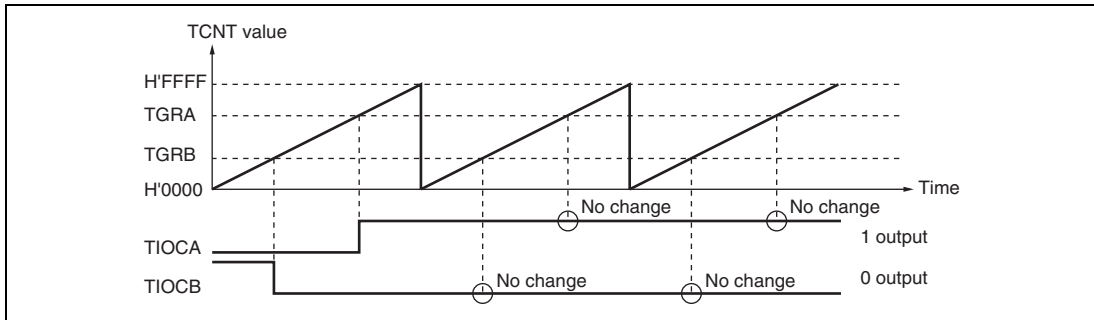 TCNT value
H'FFFF
TGRA
TGRB
H'0000
Time
No change
No change
TIOCA
1 output
No change
No change
TIOCB
0 output